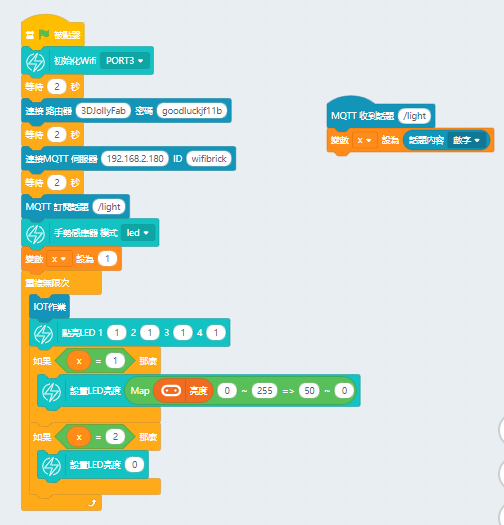 當 被點擊
初始化Wifi PORT3
等待 2 秒
連接 路由器 3DJollyFab 密碼 goodluckjf11b
等待 2 秒
連接MQTT 伺服器 192.168.2.180 ID wifibrick
等待 2 秒
MQTT 訂閱話題 /light
手勢感應器 模式 led
變數 x 設為 1
重複無限次
IOT作業
點亮LED 1 1 2 1 3 1 4 1
如果 x = 1 那麼
設置LED亮度 Map 亮度 0 ~ 255 => 50 ~ 0
如果 x = 2 那麼
設置LED亮度 0
MQTT 收到話題 /light
變數 x 設為 話題內容 數字